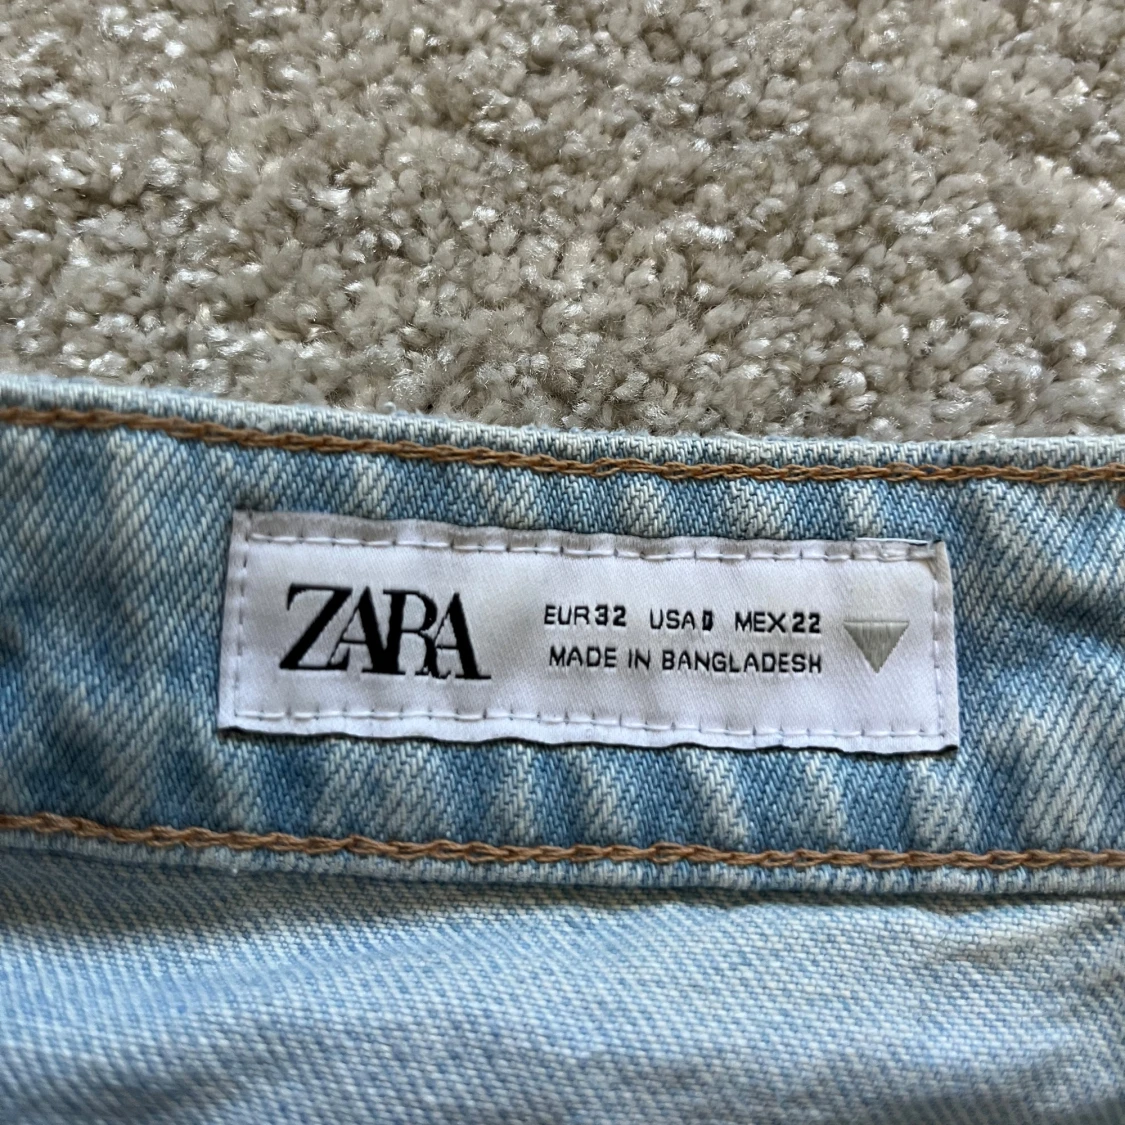 ZARA
EUR 32 USA 0 MEX 22
MADE IN BANGLADESH